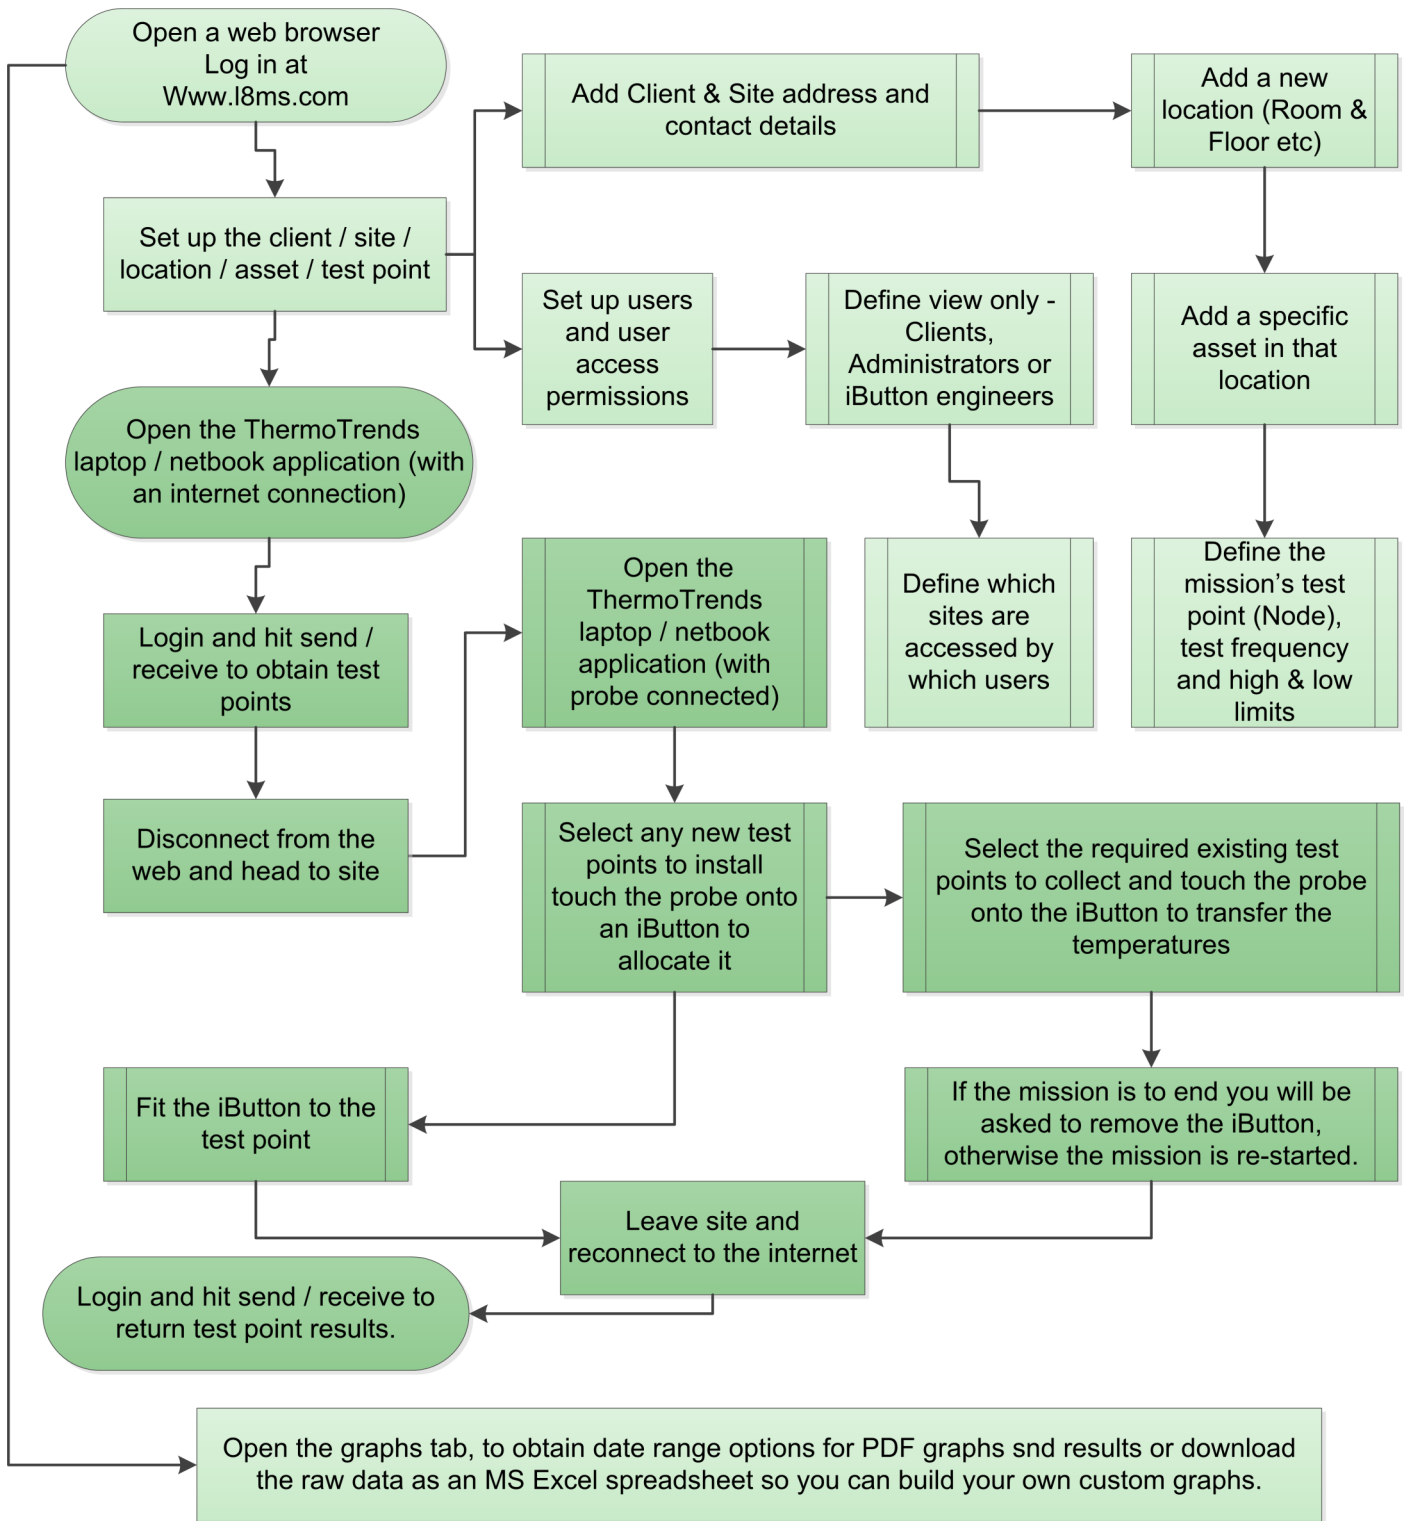 Open a web browser
Log in at
Www.l8ms.com
Add Client & Site address and
contact details
Add a new
location (Room &
Floor etc)
Set up the client / site /
location / asset / test point
Set up users
and user
access
permissions
Define view only -
Clients,
Administrators or
iButton engineers
Add a specific
asset in that
location
Open the ThermoTrends
laptop / netbook application (with
an internet connection)
Open the
ThermoTrends
laptop / netbook
application (with
probe connected)
Define which
sites are
accessed by
which users
Define the
mission’s test
point (Node),
test frequency
and high & low
limits
Login and hit send /
receive to obtain test
points
Disconnect from the
web and head to site
Select any new test
points to install
touch the probe onto
an iButton to
allocate it
Select the required existing test
points to collect and touch the probe
onto the iButton to transfer the
temperatures
Fit the iButton to the
test point
If the mission is to end you will be
asked to remove the iButton,
otherwise the mission is re-started.
Leave site and
reconnect to the internet
Login and hit send / receive to
return test point results.
Open the graphs tab, to obtain date range options for PDF graphs snd results or download
the raw data as an MS Excel spreadsheet so you can build your own custom graphs.